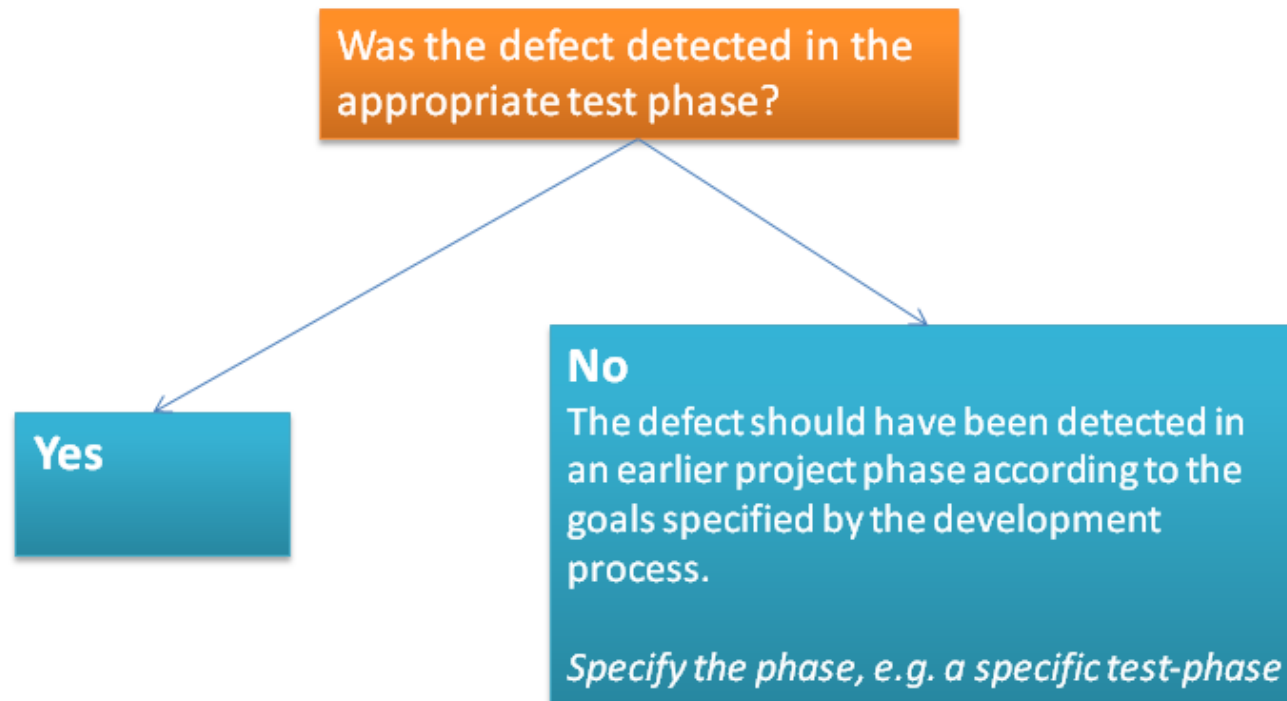 Was the defect detected in the
appropriate test phase?
Yes
No
The defect should have been detected in
an earlier project phase according to the
goals specified by the development
process.
Specify the phase, e.g. a specific test-phase